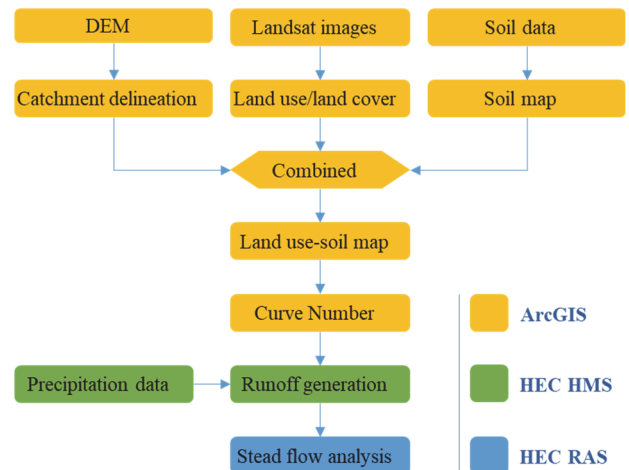 DEM
Landsat images
Soil data
Catchment delineation
Land use/land cover
Soil map
Combined
Land use-soil map
Curve Number
ArcGIS
Precipitation data
Runoff generation
HEC HMS
Stead flow analysis
HEC RAS